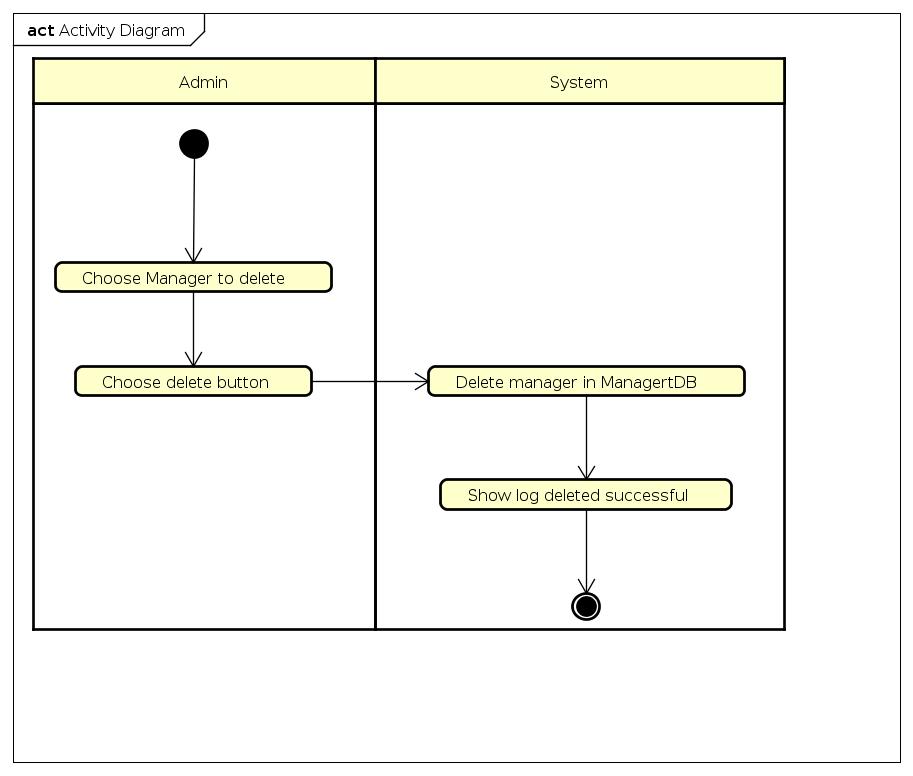 act Activity Diagram
Admin
System
Choose Manager to delete
Choose delete button
Delete manager in ManagertDB
Show log deleted successful